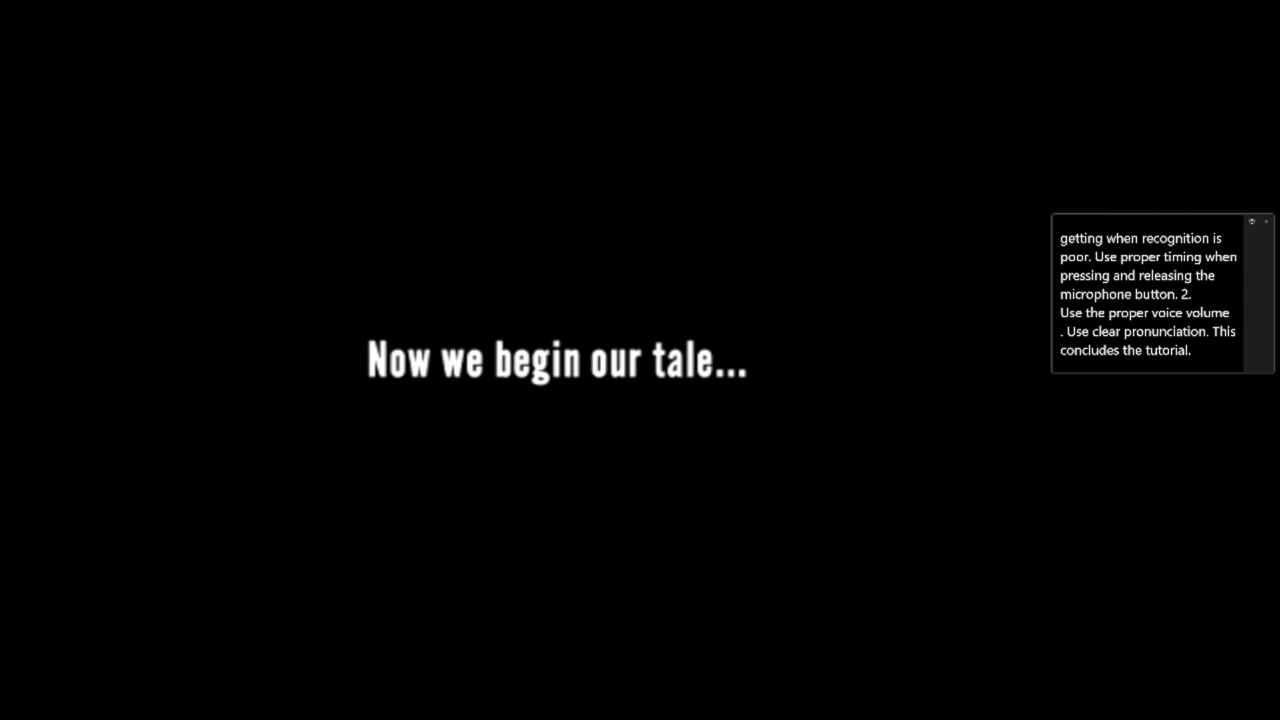 Now we begin our tale...
getting when recognition is
poor. Use proper timing when
pressing and releasing the
microphone button. 2.
Use the proper voice volume
. Use clear pronunciation. This
concludes the tutorial.